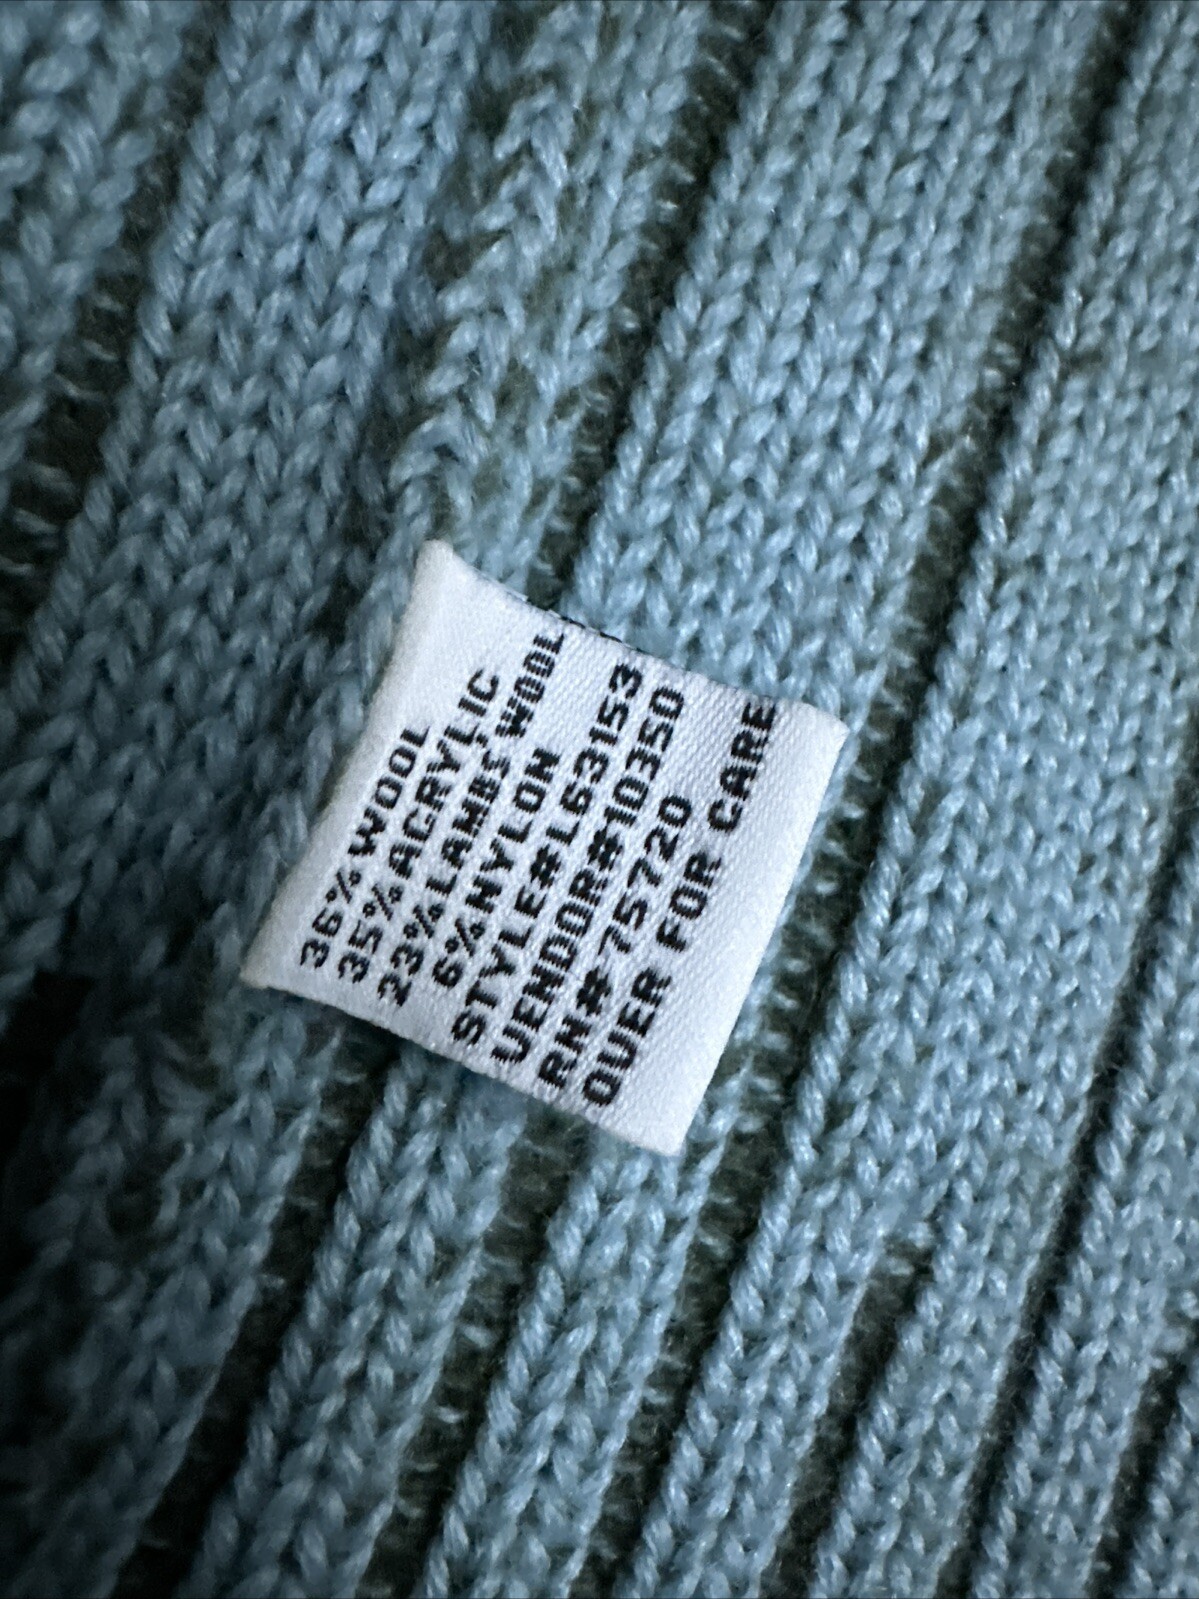 36% WOOL
35% ACRYLIC
23% LAMBS WOOL
6% NYLON
STYLE#L63153
VENDOR#10350
RN# 75720
OVER FOR CARE